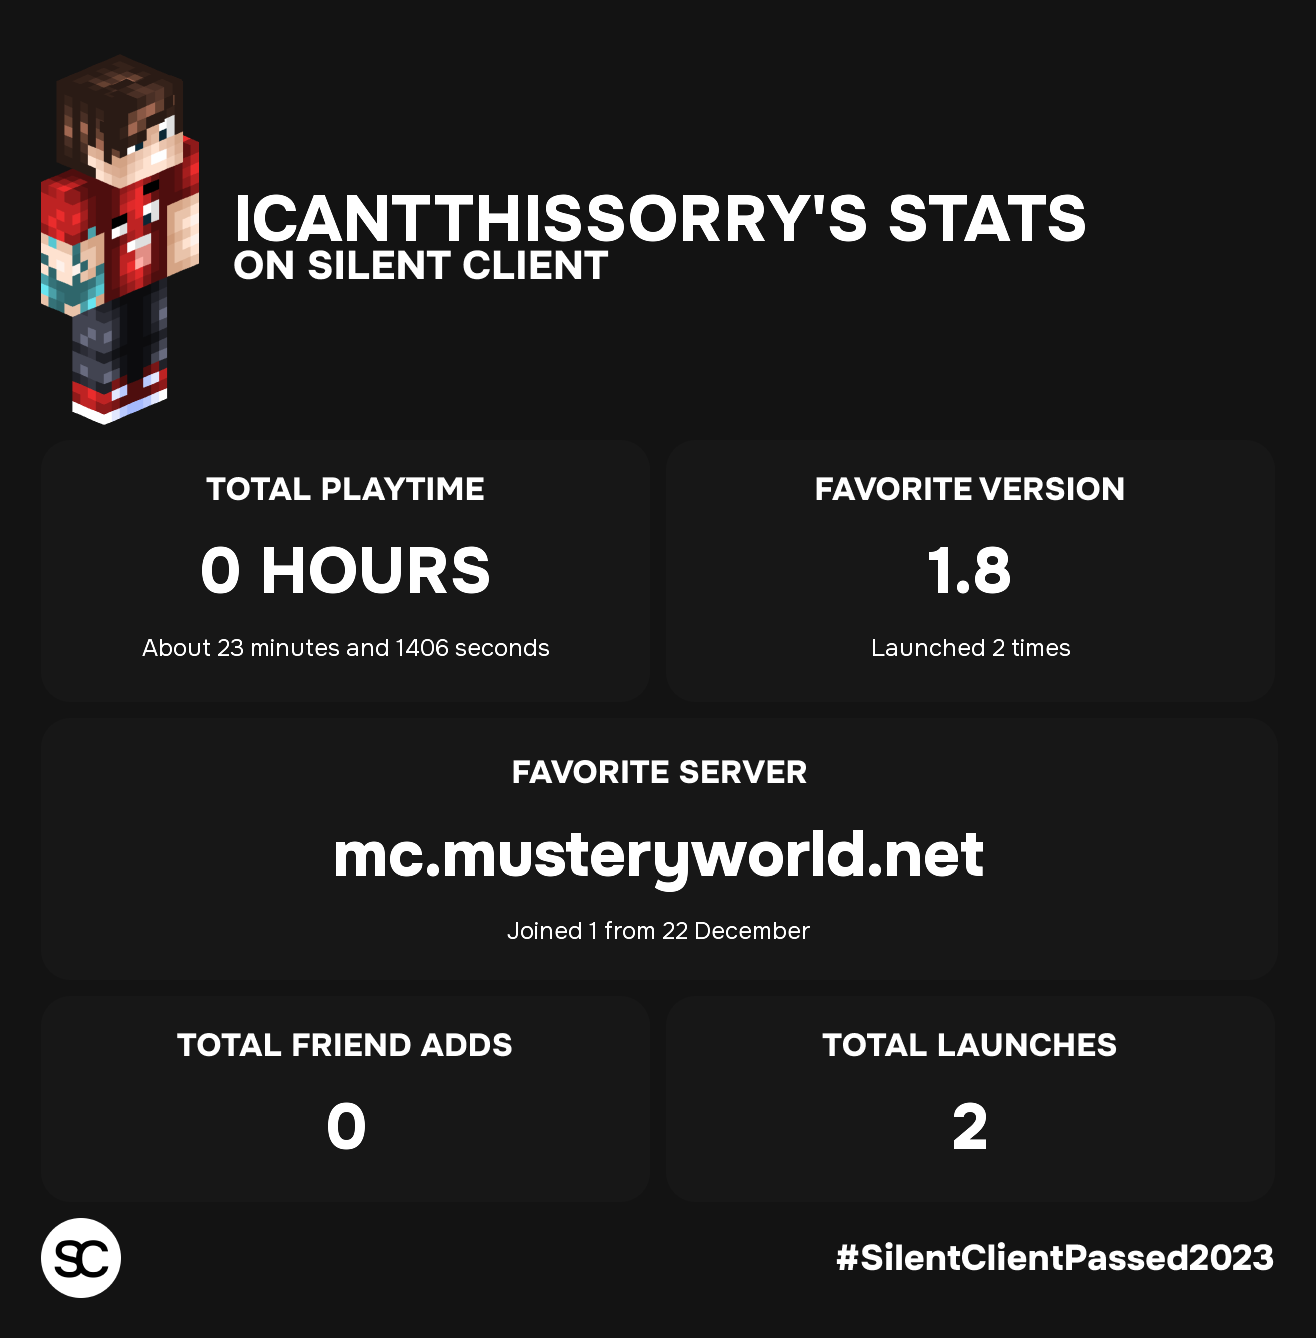 ICANTTHISSORRY'S STATS
ON SILENT CLIENT
TOTAL PLAYTIME
0 HOURS
About 23 minutes and 1406 seconds
FAVORITE VERSION
1.8
Launched 2 times
FAVORITE SERVER
mc.musteryworld.net
Joined 1 from 22 December
TOTAL FRIEND ADDS
0
TOTAL LAUNCHES
2
SC
#SilentClientPassed2023